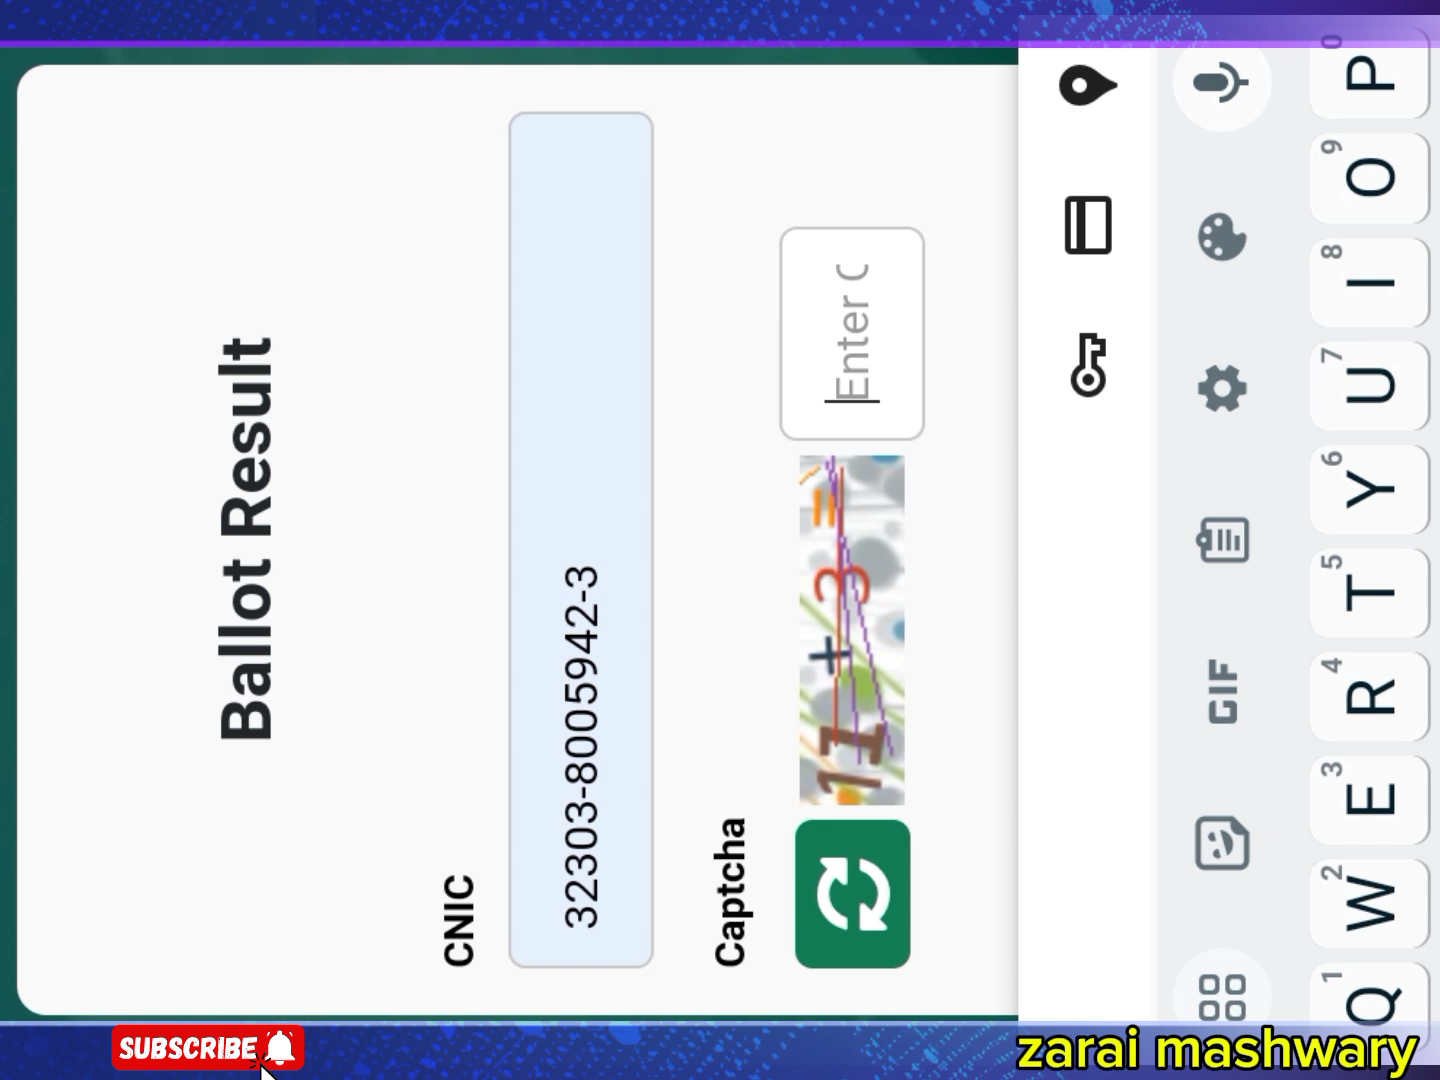 Ballot Result
CNIC
32303-8005942-3
Captcha
11 + 3 =
Enter C
GIF
1 2 3 4 5 6 7 8 9 0
Q W E R T Y U I O P
SUBSCRIBE
zarai mashwary